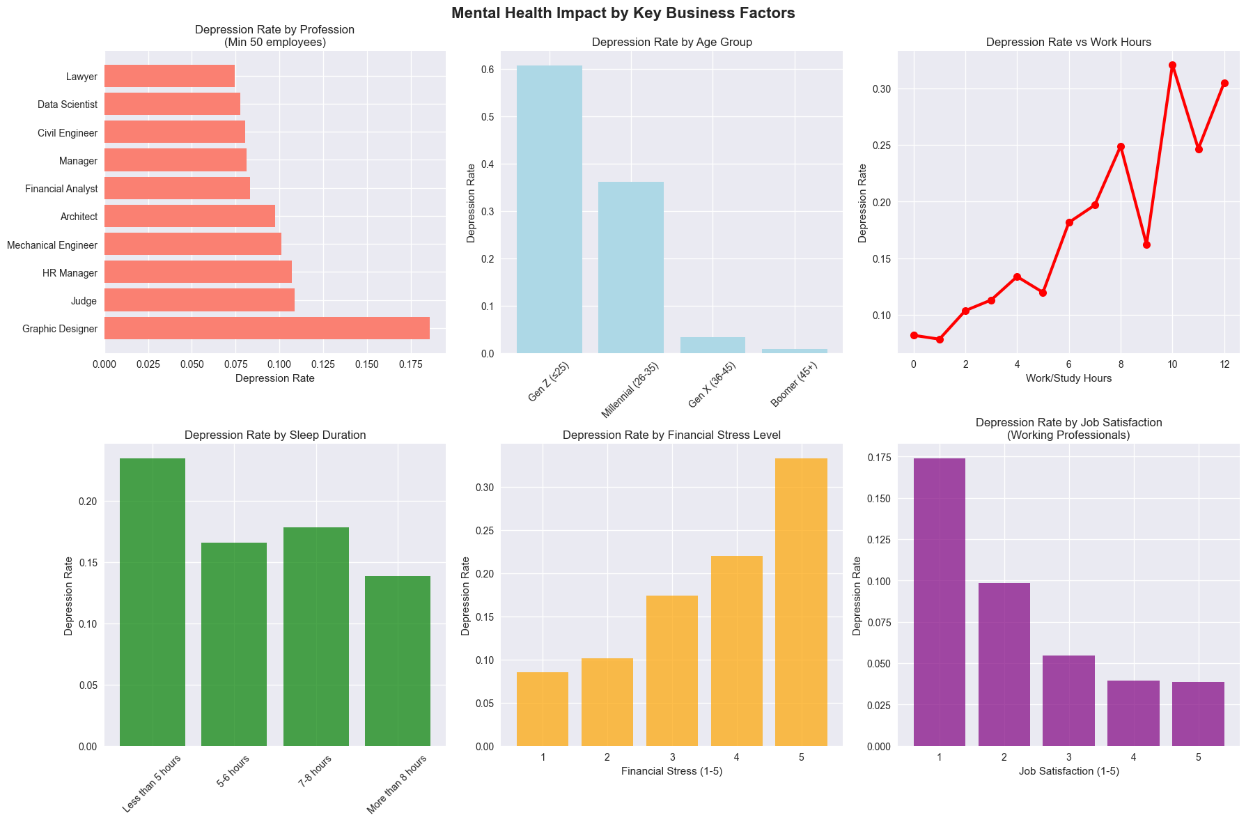 Mental Health Impact by Key Business Factors
Depression Rate by Profession
(Min 50 employees)
Lawyer
Data Scientist
Civil Engineer
Manager
Financial Analyst
Architect
Mechanical Engineer
HR Manager
Judge
Graphic Designer
0.000 0.025 0.050 0.075 0.100 0.125 0.150 0.175
Depression Rate
Depression Rate by Age Group
Depression Rate
0.6
0.5
0.4
0.3
0.2
0.1
0.0
Gen Z (≤25) Millennial (26-35) Gen X (36-45) Boomer (45+)
Depression Rate vs Work Hours
Depression Rate
0.30
0.25
0.20
0.15
0.10
0 2 4 6 8 10 12
Work/Study Hours
Depression Rate by Sleep Duration
Depression Rate
0.20
0.15
0.10
0.05
0.00
Less than 5 hours 5-6 hours 7-8 hours More than 8 hours
Depression Rate by Financial Stress Level
Depression Rate
0.30
0.25
0.20
0.15
0.10
0.05
0.00
1 2 3 4 5
Financial Stress (1-5)
Depression Rate by Job Satisfaction
(Working Professionals)
Depression Rate
0.175
0.150
0.125
0.100
0.075
0.050
0.025
0.000
1 2 3 4 5
Job Satisfaction (1-5)